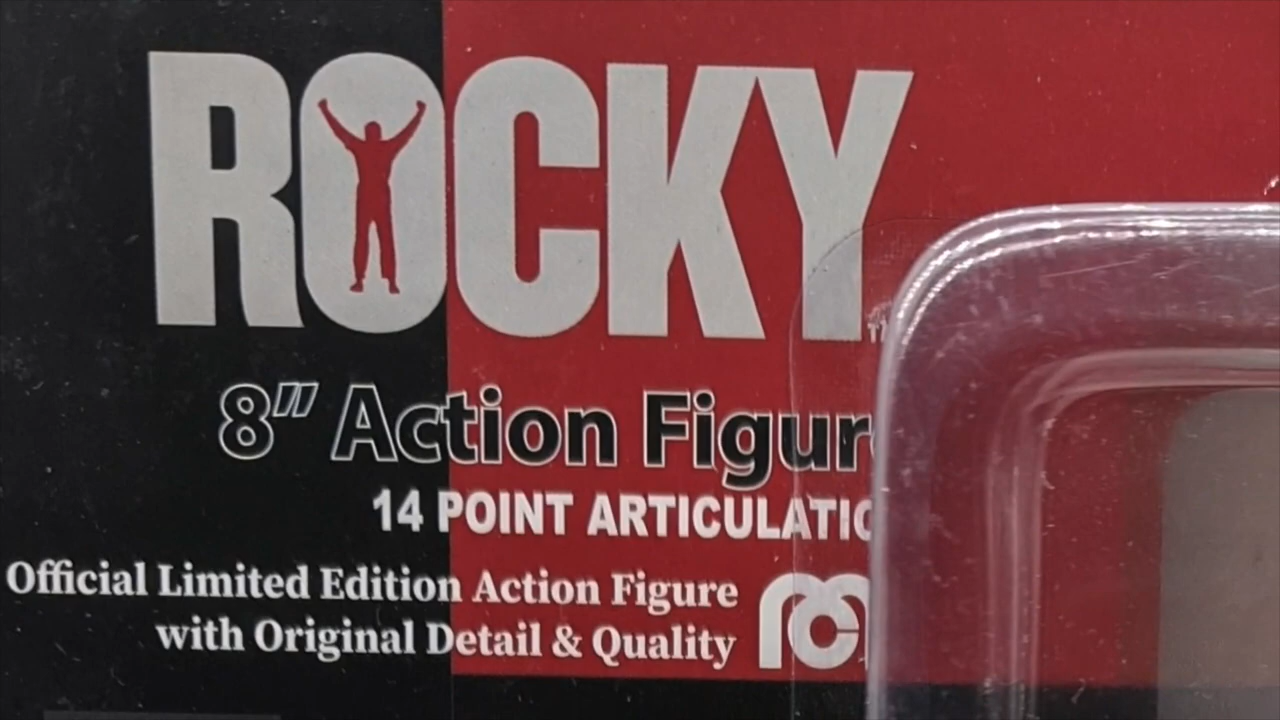 ROCKY
8" Action Figur
14 POINT ARTICULATIO
Official Limited Edition Action Figure
with Original Detail & Quality